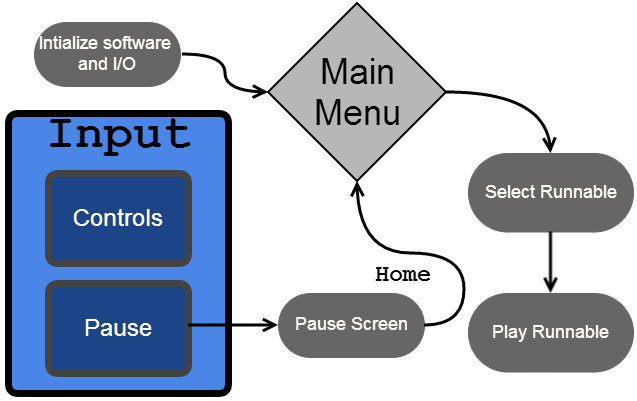 Intialize software
and I/O
Main
Menu
Input
Controls
Select Runnable
Home
Pause
Pause Screen
Play Runnable